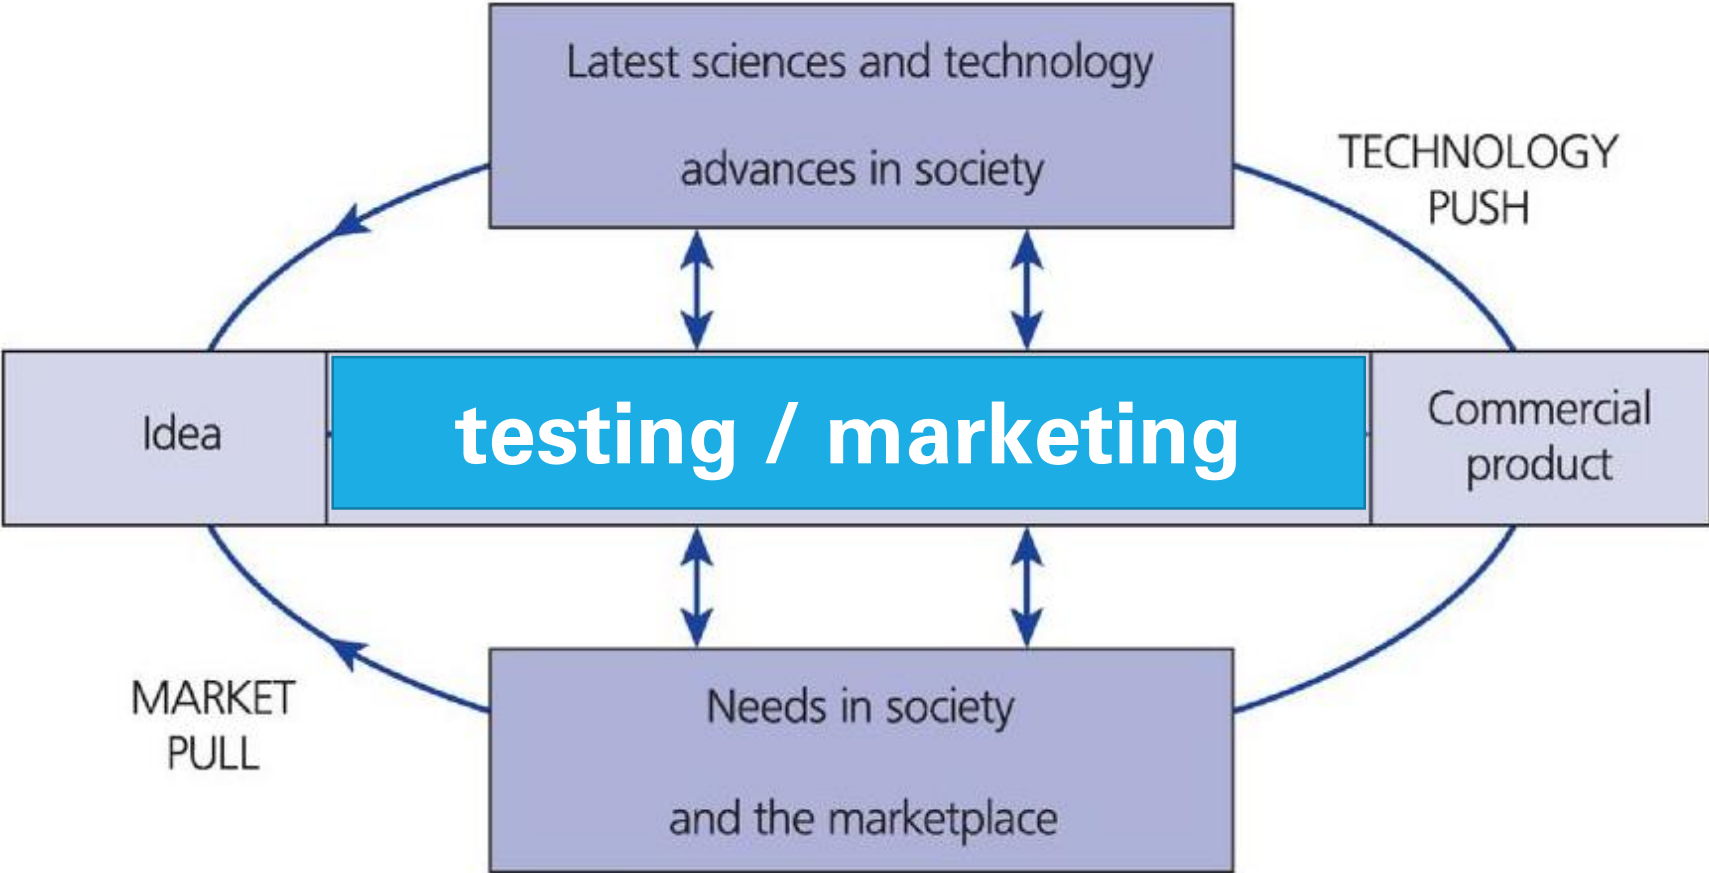 Latest sciences and technology
advances in society
TECHNOLOGY
PUSH
Idea
testing / marketing
Commercial
product
MARKET
PULL
Needs in society
and the marketplace